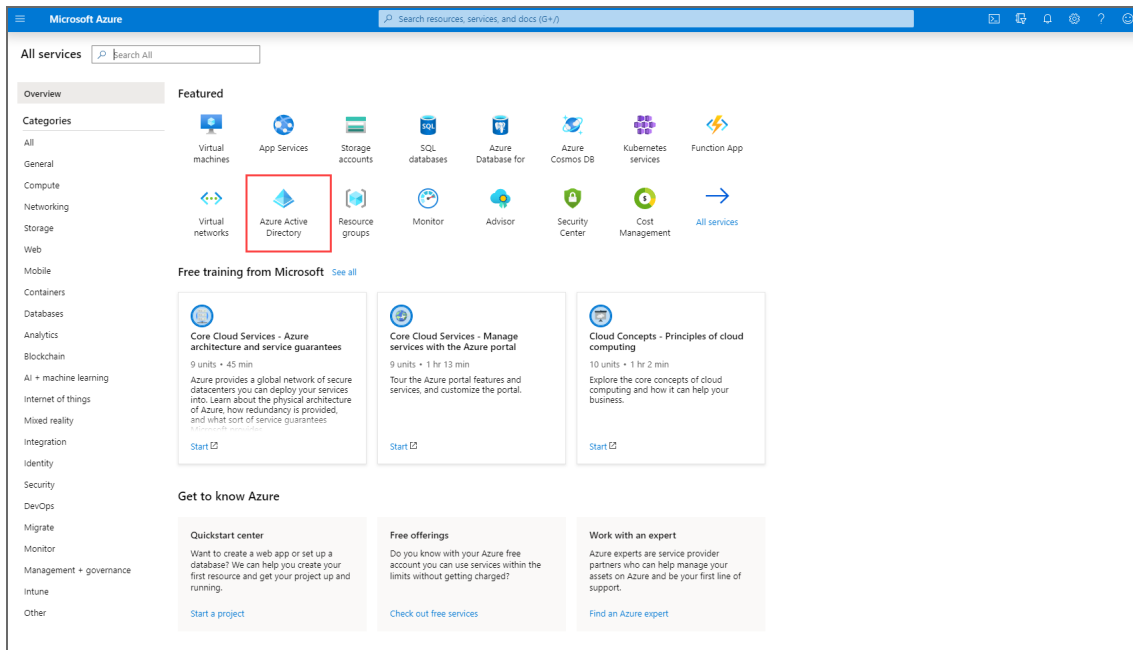 Microsoft Azure
Search resources, services, and docs (G+/)
All services
Search All
Overview
Categories
All
General
Compute
Networking
Storage
Web
Mobile
Containers
Databases
Analytics
Blockchain
AI + machine learning
Internet of things
Mixed reality
Integration
Identity
Security
DevOps
Migrate
Monitor
Management + governance
Intune
Other
Featured
Virtual
machines
App Services
Storage
accounts
SQL
SQL
databases
Azure
Database for
Azure
Cosmos DB
Kubernetes
services
Function App
Virtual
networks
Azure Active
Directory
Resource
groups
Monitor
Advisor
Security
Center
Cost
Management
All services
Free training from Microsoft See all
Core Cloud Services - Azure
architecture and service guarantees
9 units • 45 min
Azure provides a global network of secure
datacenters you can deploy your services
into. Learn about the physical architecture
of Azure, how redundancy is provided,
and what sort of service guarantees
Microsoft provides
Start
Core Cloud Services - Manage
services with the Azure portal
9 units • 1 hr 13 min
Tour the Azure portal features and
services, and customize the portal.
Start
Cloud Concepts - Principles of cloud
computing
10 units • 1 hr 2 min
Explore the core concepts of cloud
computing and how it can help your
business.
Start
Get to know Azure
Quickstart center
Want to create a web app or set up a
database? We can help you create your
first resource and get your project up and
running.
Start a project
Free offerings
Do you know with your Azure free
account you can use services within the
limits without getting charged?
Check out free services
Work with an expert
Azure experts are service provider
partners who can help manage your
assets on Azure and be your first line of
support.
Find an Azure expert